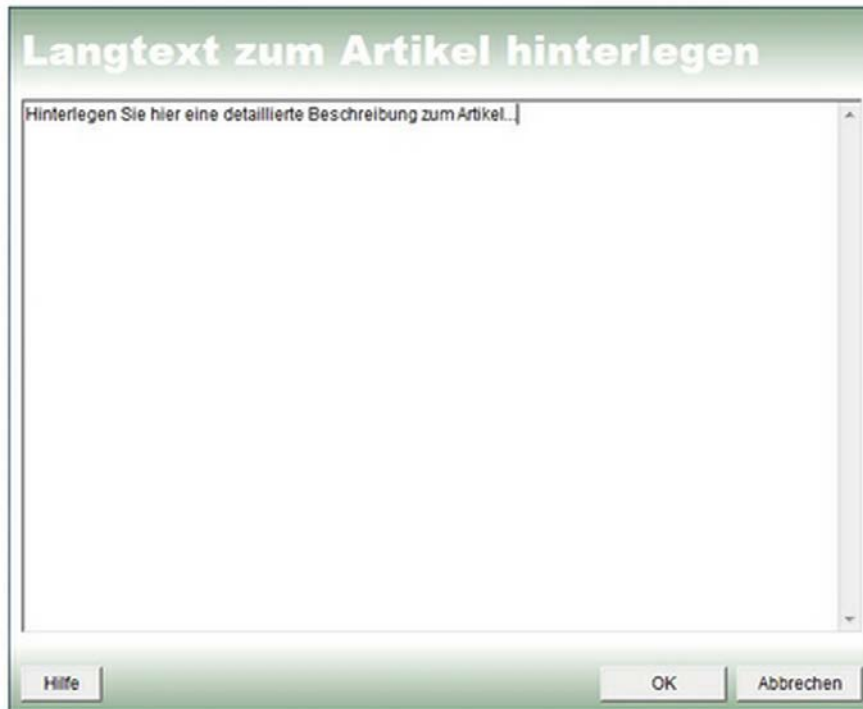 Langtext zum Artikel hinterlegen
Hinterlegen Sie hier eine detaillierte Beschreibung zum Artikel...
Hilfe
OK
Abbrechen